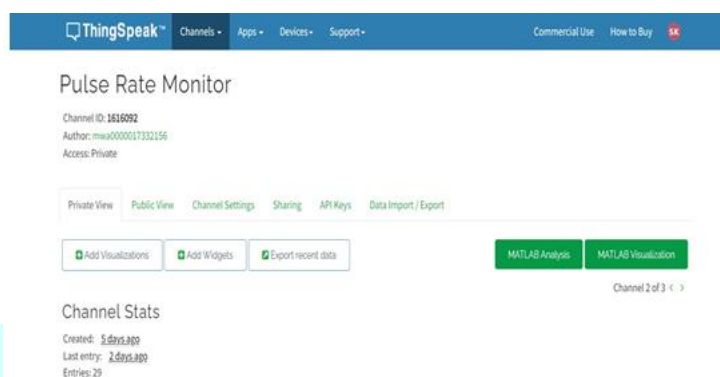 ThingSpeak™ Channels Apps Devices Support Commercial Use How to Buy SK
Pulse Rate Monitor
Channel ID: 1616092
Author: mwa0000017332156
Access: Private
Private View Public View Channel Settings Sharing API Keys Data Import / Export
Add Visualizations Add Widgets Export recent data MATLAB Analysis MATLAB Visualization
Channel 2 of 3 < >
Channel Stats
Created: 5 days ago
Last entry: 2 days ago
Entries: 29